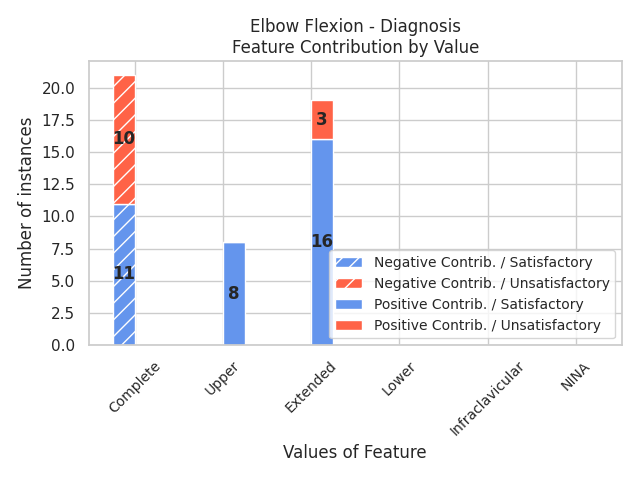 Elbow Flexion - Diagnosis
Feature Contribution by Value
Number of instances
20.0
17.5
15.0
12.5
10.0
7.5
5.0
2.5
0.0
10
11
8
3
16
Negative Contrib. / Satisfactory
Negative Contrib. / Unsatisfactory
Positive Contrib. / Satisfactory
Positive Contrib. / Unsatisfactory
Complete
Upper
Extended
Lower
Infraclavicular
NINA
Values of Feature